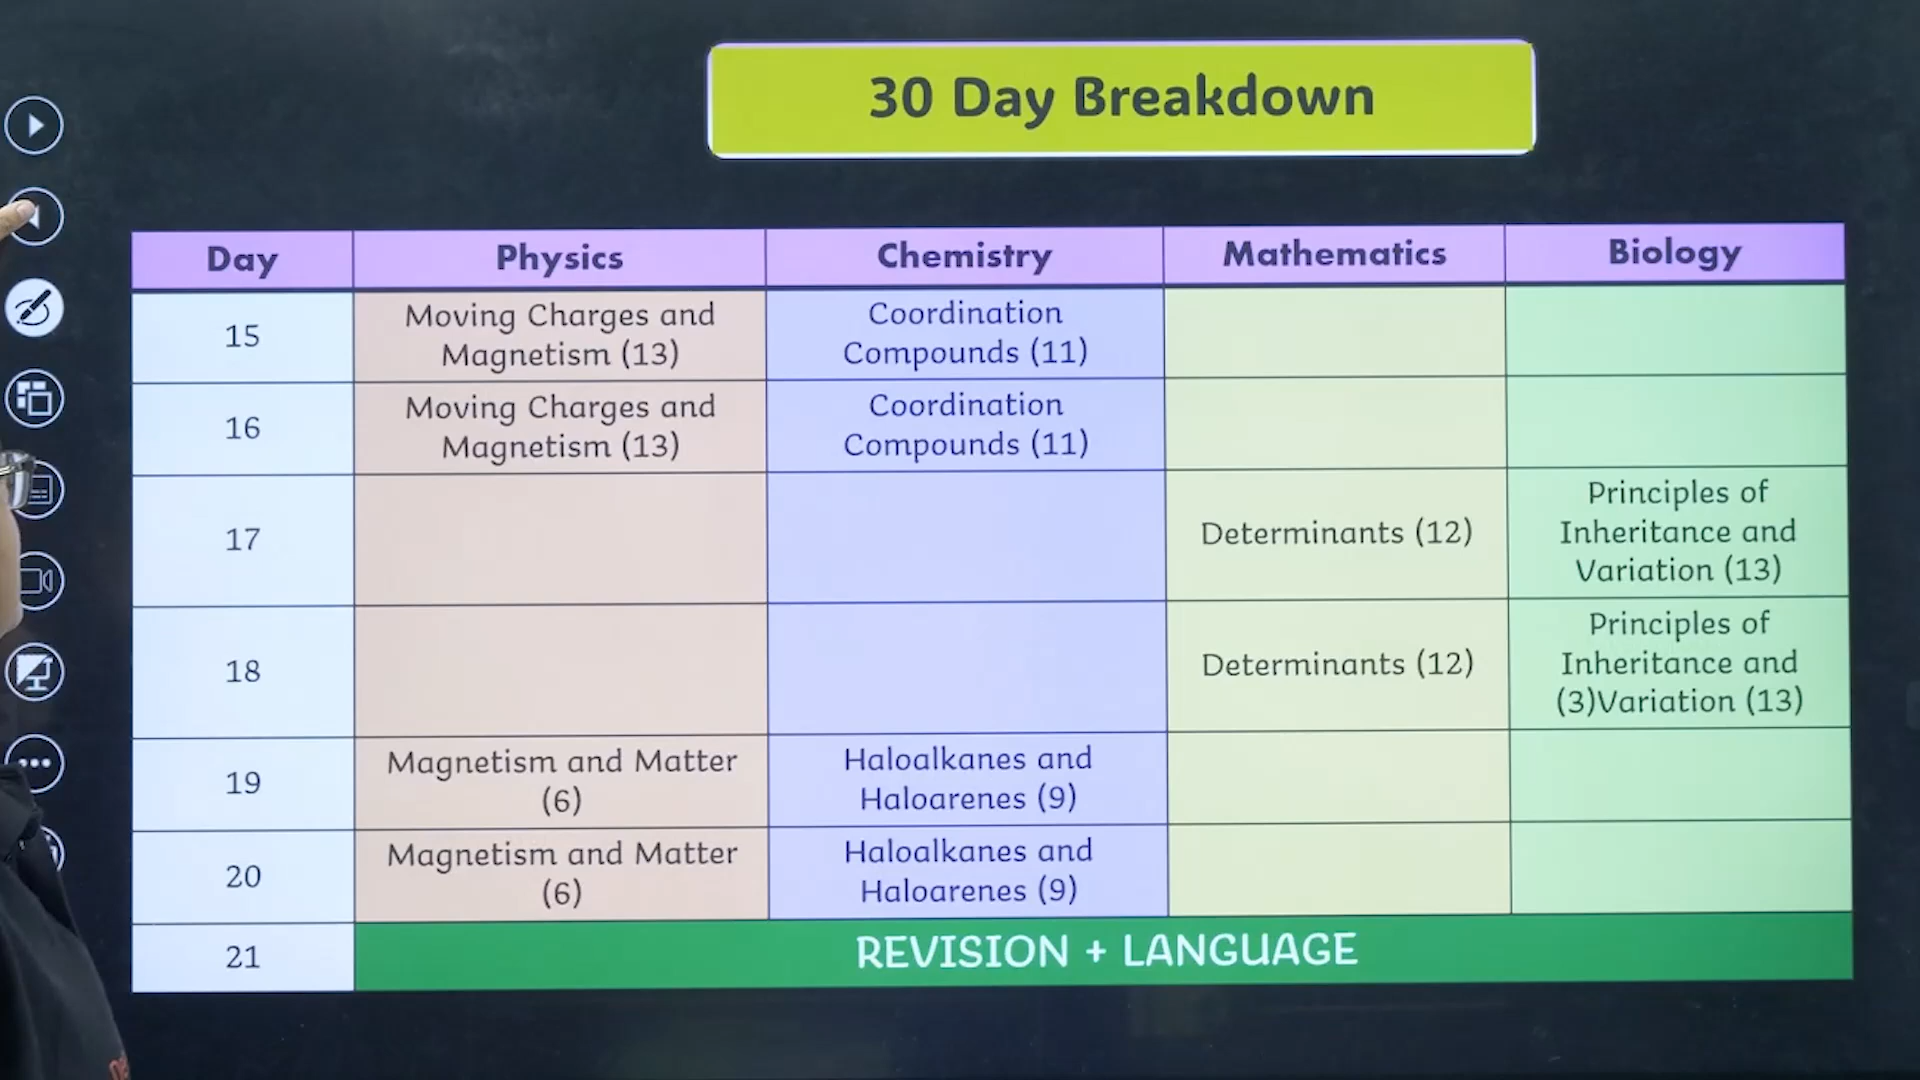 30 Day Breakdown
Day Physics Chemistry Mathematics Biology
15
Moving Charges and
Magnetism (13)
Coordination
Compounds (11)
16
Moving Charges and
Magnetism (13)
Coordination
Compounds (11)
17
Determinants (12)
Principles of
Inheritance and
Variation (13)
18
Determinants (12)
Principles of
Inheritance and
(3)Variation (13)
19
Magnetism and Matter
(6)
Haloalkanes and
Haloarenes (9)
20
Magnetism and Matter
(6)
Haloalkanes and
Haloarenes (9)
21
REVISION + LANGUAGE